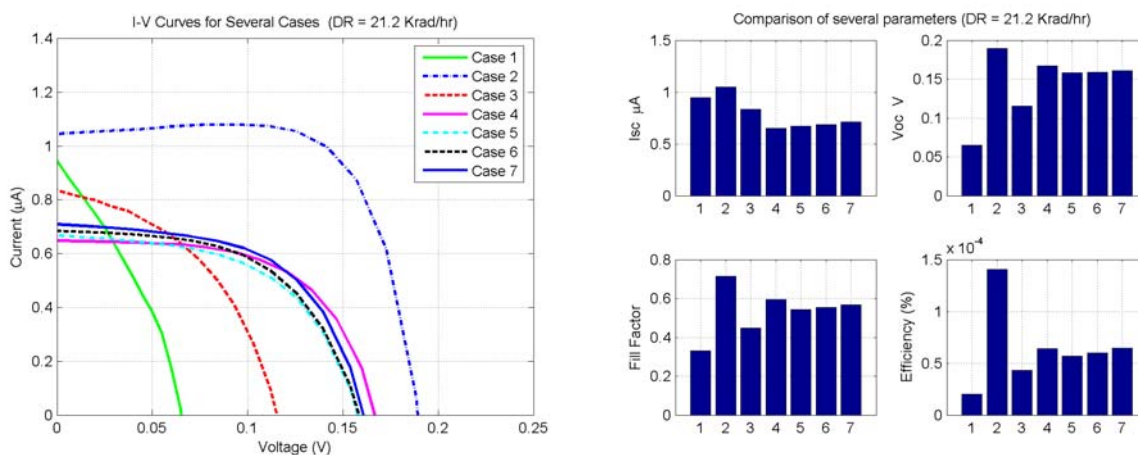 I-V Curves for Several Cases (DR = 21.2 Krad/hr)
1.4
1.2
1
0.8
0.6
0.4
0.2
0
Current (μA)
0
0.05
0.1
0.15
0.2
0.25
Voltage (V)
Case 1
Case 2
Case 3
Case 4
Case 5
Case 6
Case 7
Comparison of several parameters (DR = 21.2 Krad/hr)
1.5
1
0.5
0
Isc μA
1 2 3 4 5 6 7
0.2
0.15
0.1
0.05
0
Voc V
1 2 3 4 5 6 7
0.8
0.6
0.4
0.2
0
Fill Factor
1 2 3 4 5 6 7
x 10-4
1.5
1
0.5
0
Efficiency (%)
1 2 3 4 5 6 7